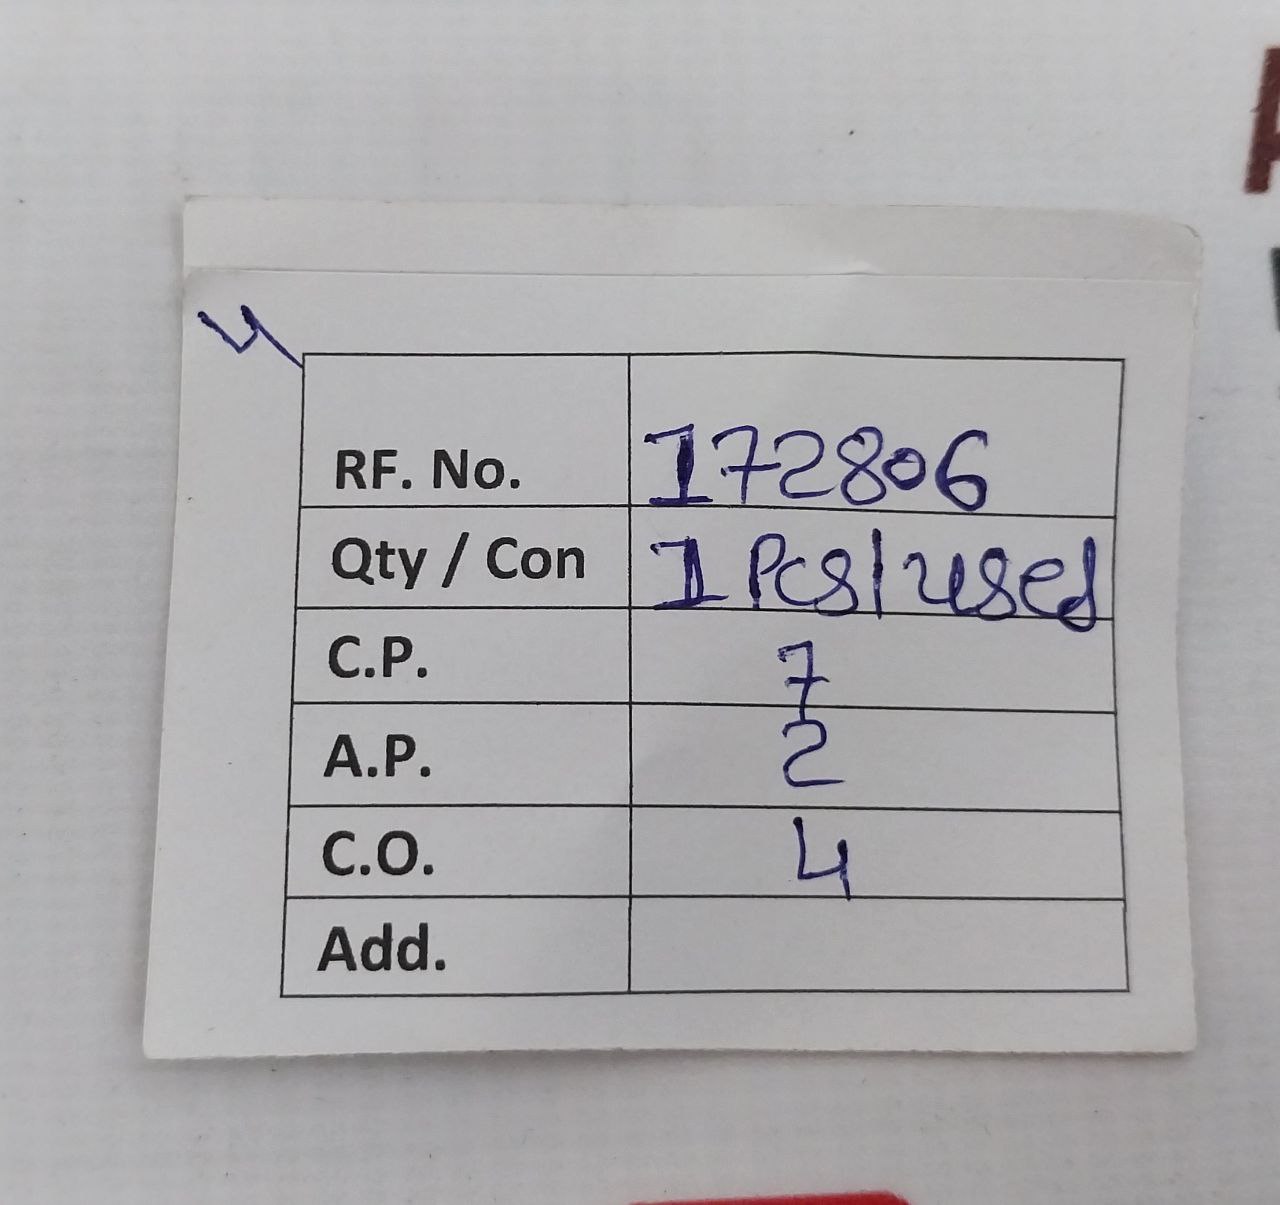 RF. No. 172806
Qty / Con 1 Pcs/used
C.P. 7
A.P. 2
C.O. 4
Add.